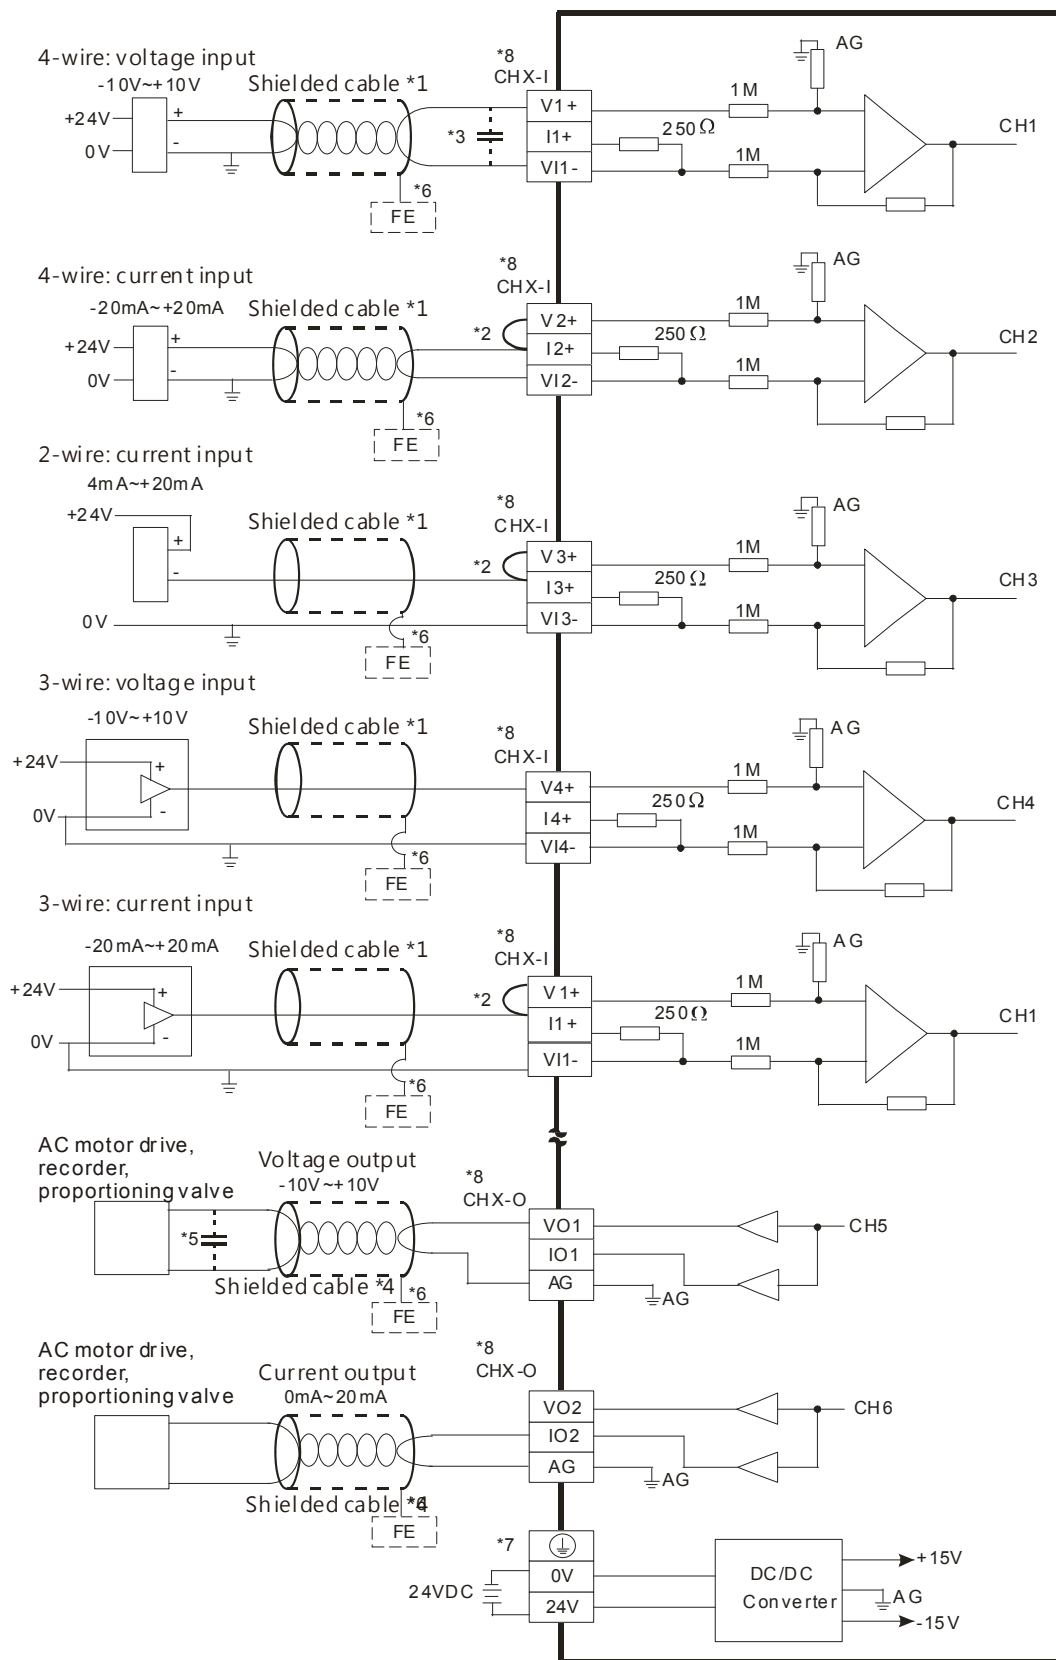 4-wire: voltage input
-10V~+10V
Shielded cable *1
*8
CHX-I
+24V
0V
+
-
*3
*6
FE
V1+
I1+
VI1-
250Ω
1M
1M
AG
CH1
4-wire: current input
-20mA~+20mA
Shielded cable *1
*8
CHX-I
+24V
0V
+
-
*2
*6
FE
V2+
I2+
VI2-
250Ω
1M
1M
AG
CH2
2-wire: current input
4mA~+20mA
+24V
Shielded cable *1
*8
CHX-I
+
-
0V
*2
*6
FE
V3+
I3+
VI3-
250Ω
1M
1M
AG
CH3
3-wire: voltage input
-10V~+10V
Shielded cable *1
*8
CHX-I
+24V
0V
+
-
*6
FE
V4+
I4+
VI4-
250Ω
1M
1M
AG
CH4
3-wire: current input
-20mA~+20mA
Shielded cable *1
*8
CHX-I
+24V
0V
+
-
*2
*6
FE
V1+
I1+
VI1-
250Ω
1M
1M
AG
CH1
AC motor drive,
recorder,
proportioning valve
Voltage output
-10V~+10V
*8
CHX-O
*5
Shielded cable *4
*6
FE
VO1
IO1
AG
AG
CH5
AC motor drive,
recorder,
proportioning valve
Current output
0mA~20mA
*8
CHX-O
Shielded cable
FE
VO2
IO2
AG
AG
CH6
*7
24VDC
0V
24V
DC/DC
Converter
+15V
AG
-15V